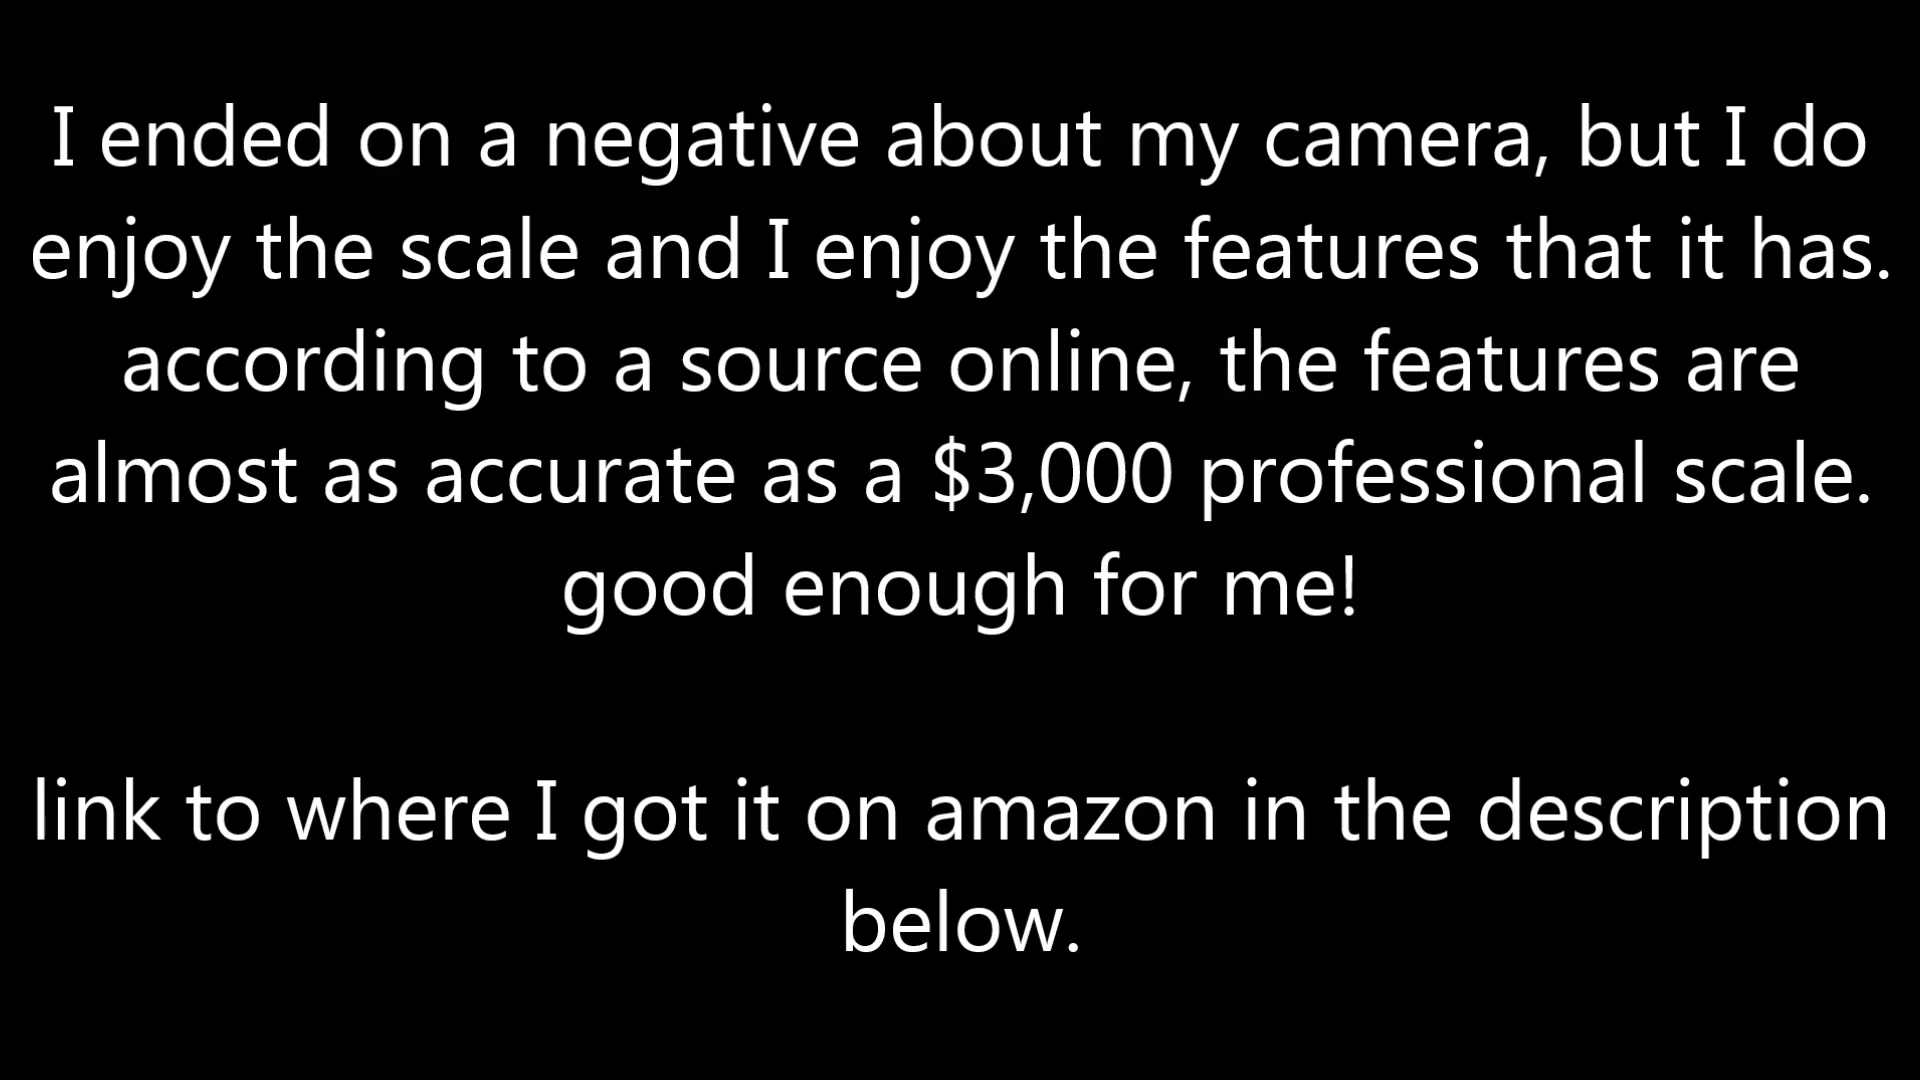 I ended on a negative about my camera, but I do
enjoy the scale and I enjoy the features that it has.
according to a source online, the features are
almost as accurate as a $3,000 professional scale.
good enough for me!
link to where I got it on amazon in the description
below.